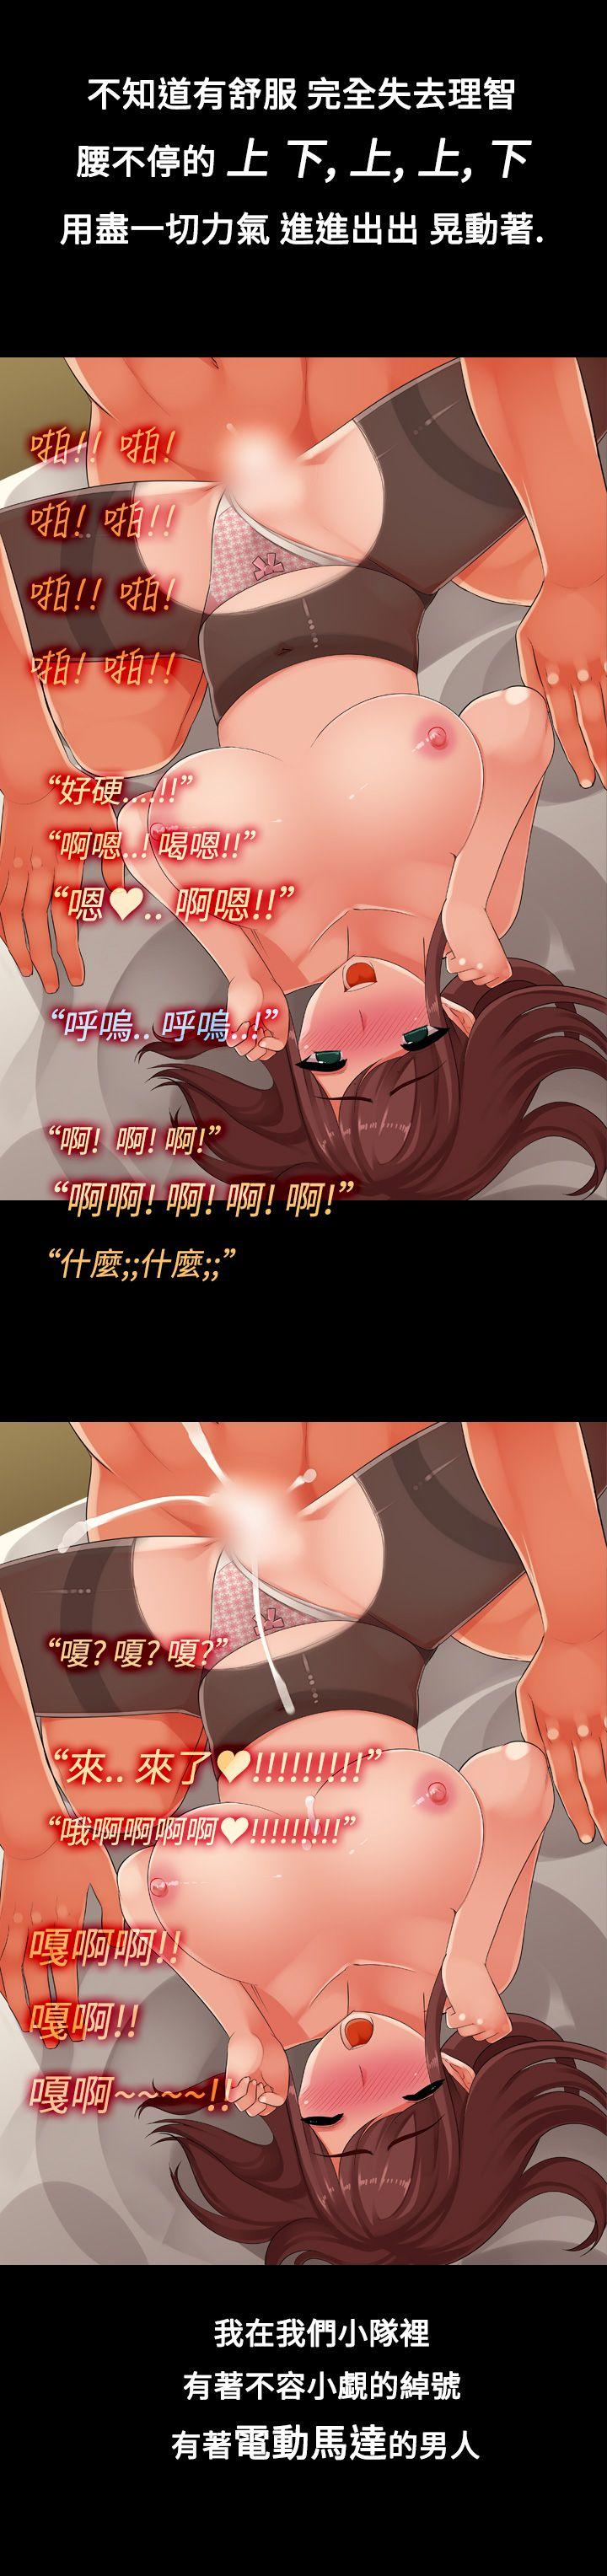 不知道有舒服 完全失去理智
腰不停的 上 下, 上, 上, 下
用盡一切力氣 進進出出 晃動著.
啪!! 啪!
啪! 啪!!
啪!! 啪!
啪! 啪!!
“好硬....!!”
“啊嗯..! 喝嗯!!”
“嗯♥.. 啊嗯!!”
“呼嗚.. 呼嗚..!”
“啊! 啊! 啊!”
“啊啊! 啊! 啊! 啊!”
“什麼;;什麼;;”
“嗄? 嗄? 嗄?”
“來.. 來了♥!!!!!!!!!”
“哦啊啊啊啊♥!!!!!!!!!”
嘎啊啊!!
嘎啊!!
嘎啊~~~~!!
我在我們小隊裡
有著不容小覷的綽號
有著電動馬達的男人